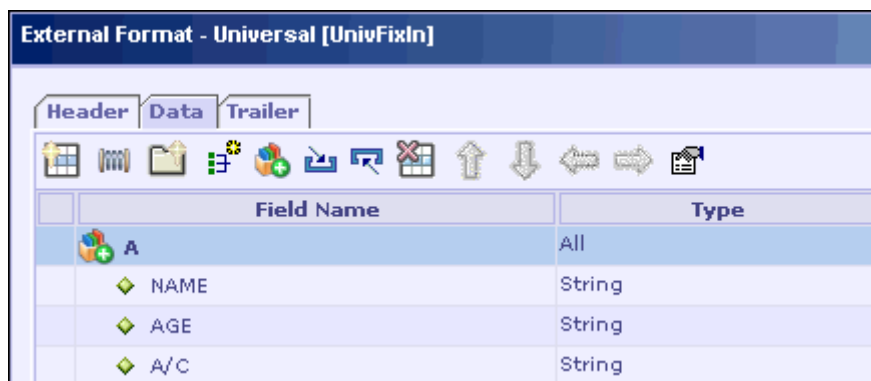 External Format - Universal [UnivFixIn]
Header Data Trailer
Field Name Type
A All
NAME String
AGE String
A/C String